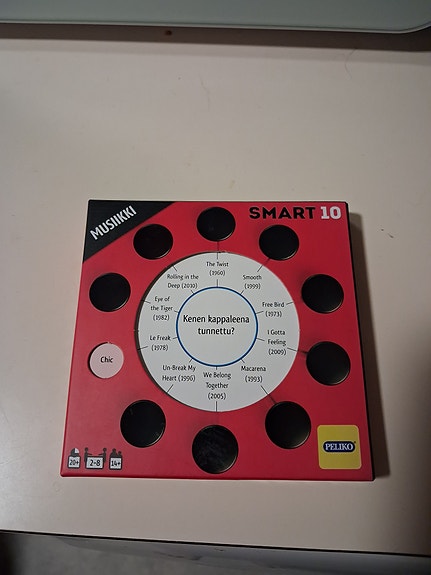 MUSIIKKI
SMART 10
The Twist
(1960)
Smooth
(1999)
Free Bird
(1973)
I Gotta
Feeling
(2009)
Macarena
(1993)
We Belong
Together
(2005)
Un-Break My
Heart (1996)
Le Freak
(1978)
Eye of
the Tiger
(1982)
Rolling in the
Deep (2010)
Kenen kappaleena
tunnettu?
Chic
20+
2-8
14+
PELIKO